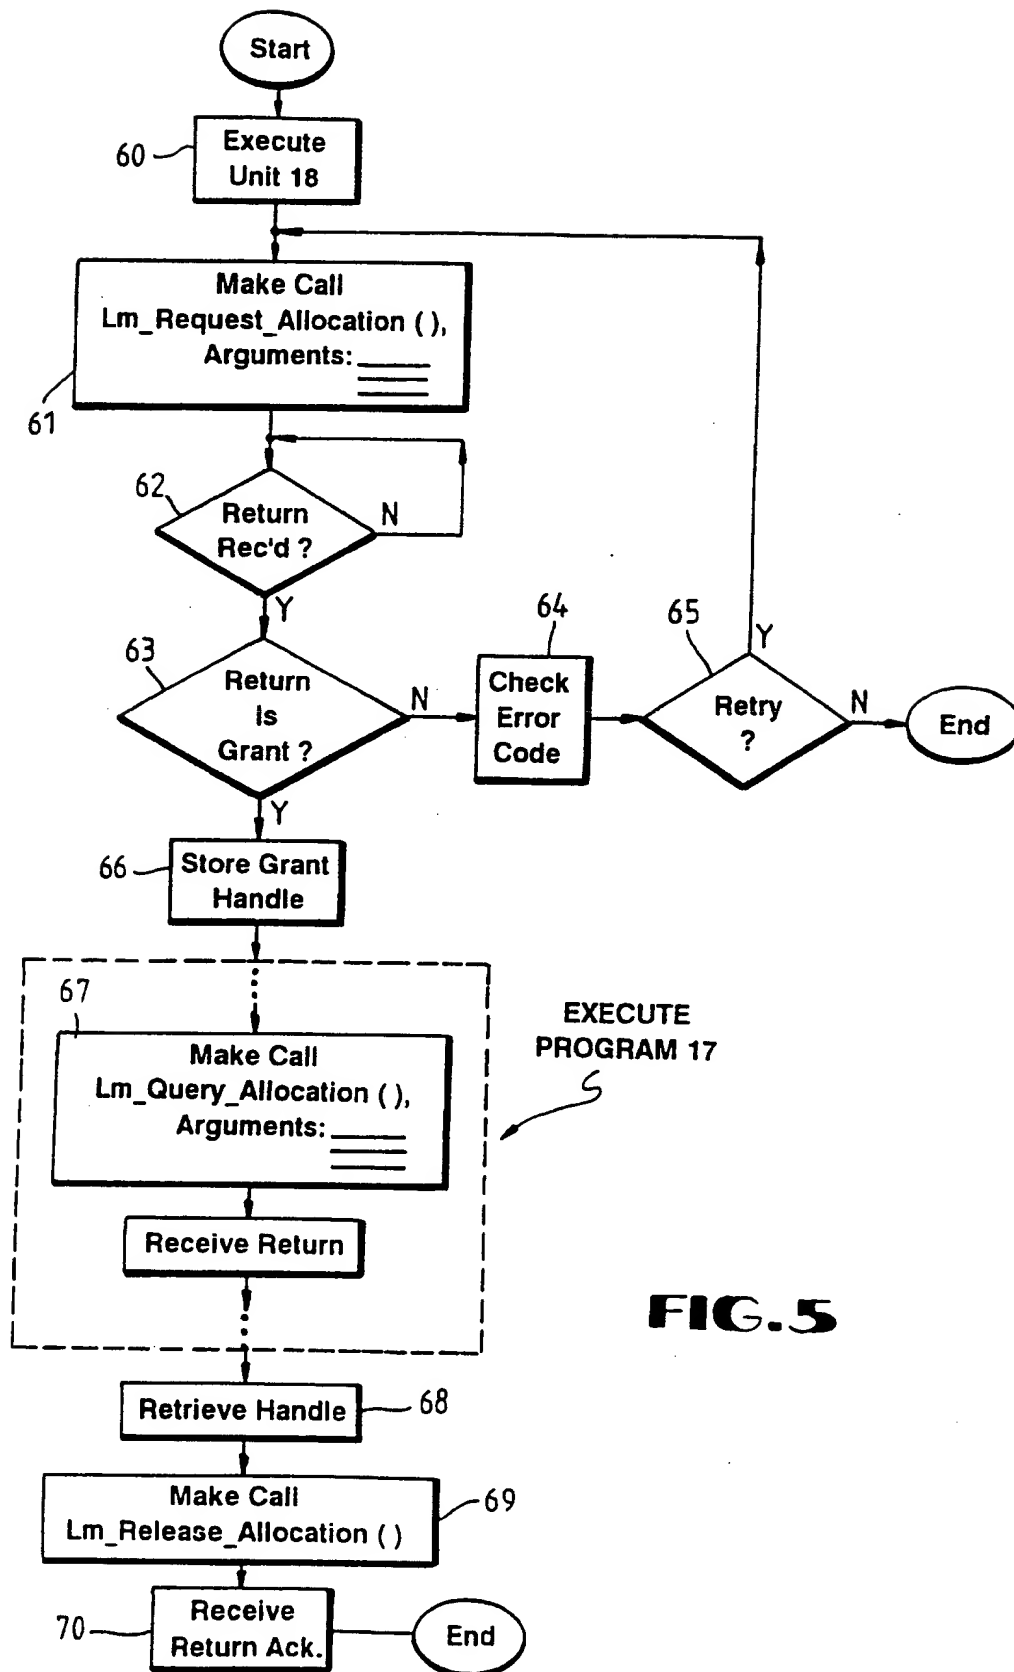 Start
60
Execute
Unit 18
Make Call
Lm_Request_Allocation ( ),
Arguments:
61
62
Return
Rec'd ?
N
Y
63
Return
is
Grant ?
N
Y
64
Check
Error
Code
65
Retry
?
Y
N
End
66
Store Grant
Handle
67
Make Call
Lm_Query_Allocation ( ),
Arguments:
Receive Return
EXECUTE
PROGRAM 17
FIG.5
Retrieve Handle
68
Make Call
Lm_Release_Allocation ( )
69
70
Receive
Return Ack.
End